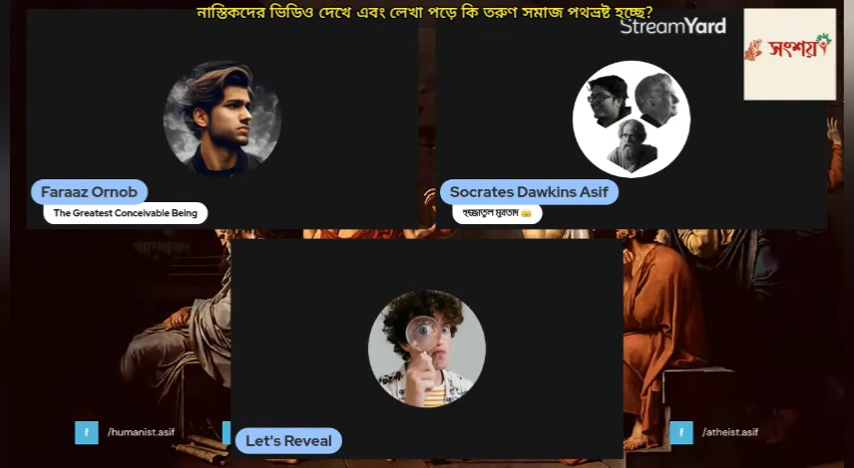 নাস্তিকদের ভিডিও দেখে এবং লেখা পড়ে কি তরুণ সমাজ পথভ্রষ্ট হচ্ছে?
StreamYard
সংশয়
Faraaz Ornob
The Greatest Conceivable Being
Socrates Dawkins Asif
Let's Reveal
f /humanist.asif
f /atheist.asif